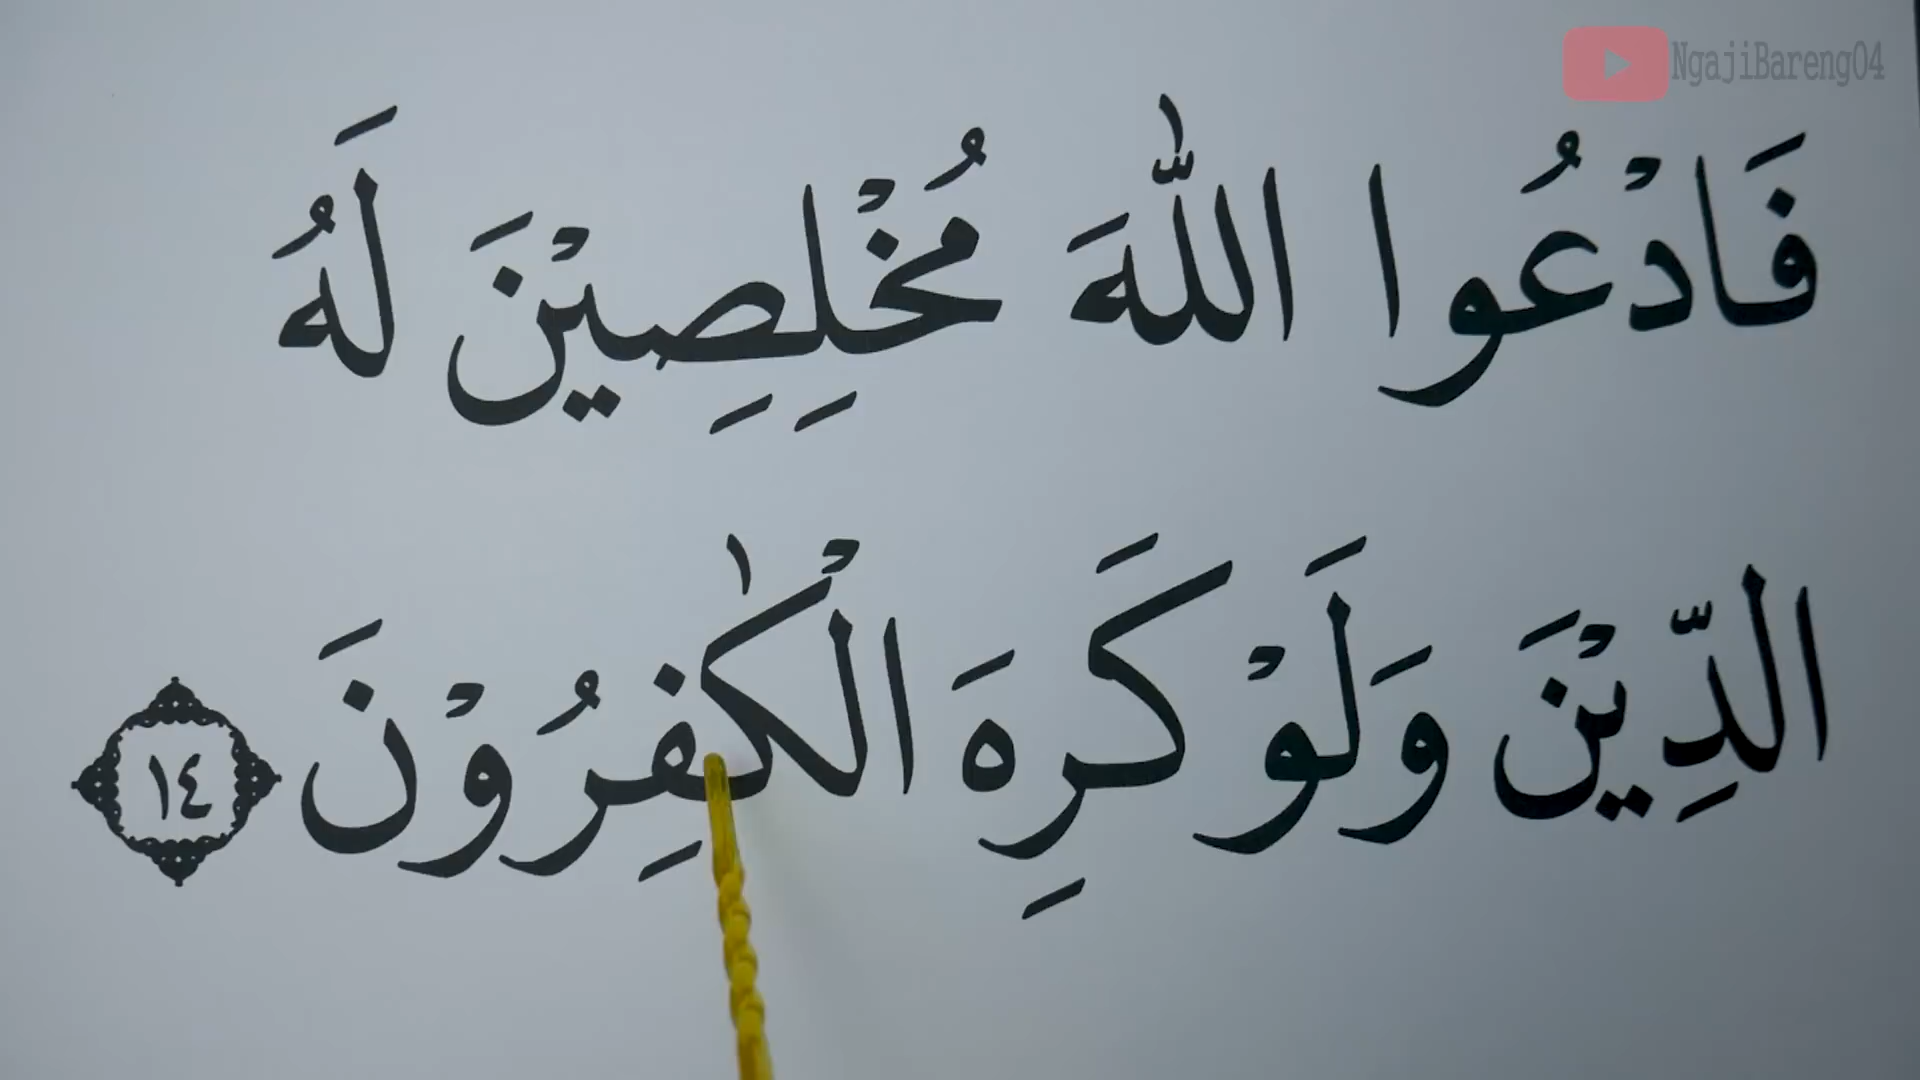 NgajiBareng04
فَادْعُوا اللّٰهَ مُخْلِصِيْنَ لَهُ
الدِّيْنَ وَلَوْ كَرِهَ الْكٰفِرُوْنَ ١٤